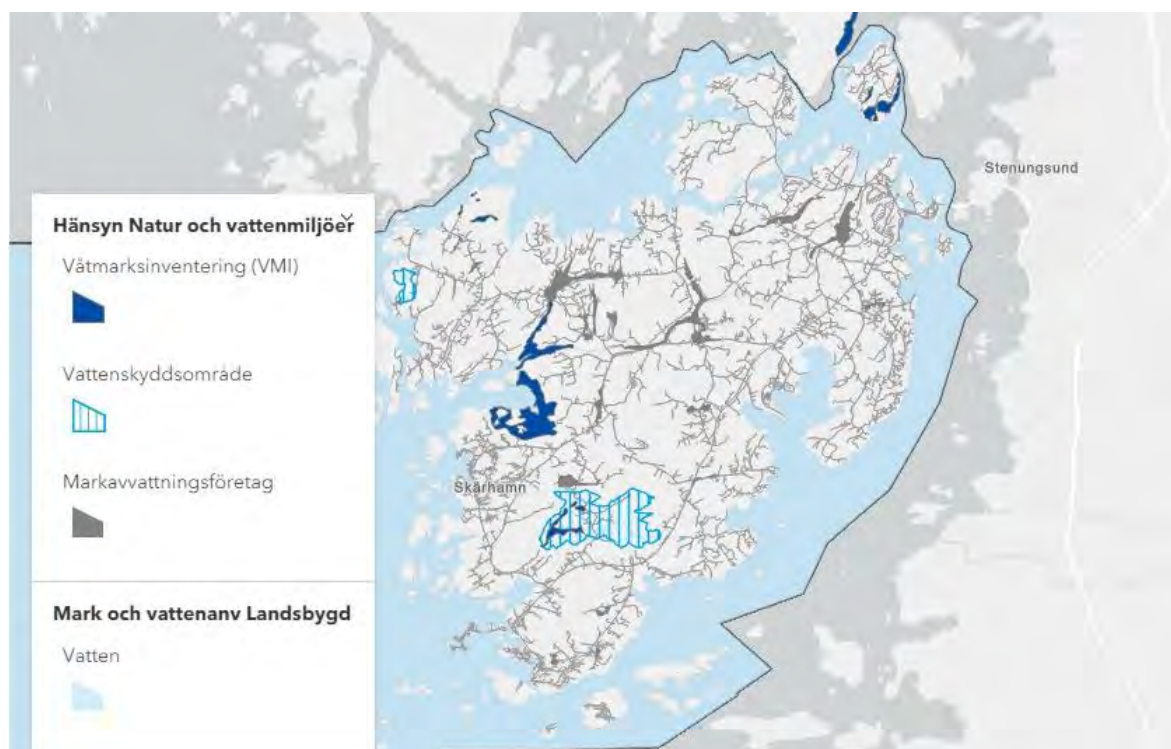 Stenungsund
Hänsyn Natur och vattenmiljöer
Våtmarksinventering (VMI)
Vattenskyddsområde
Markavvattningsföretag
Skärhamn
Mark och vattenanv Landsbygd
Vatten